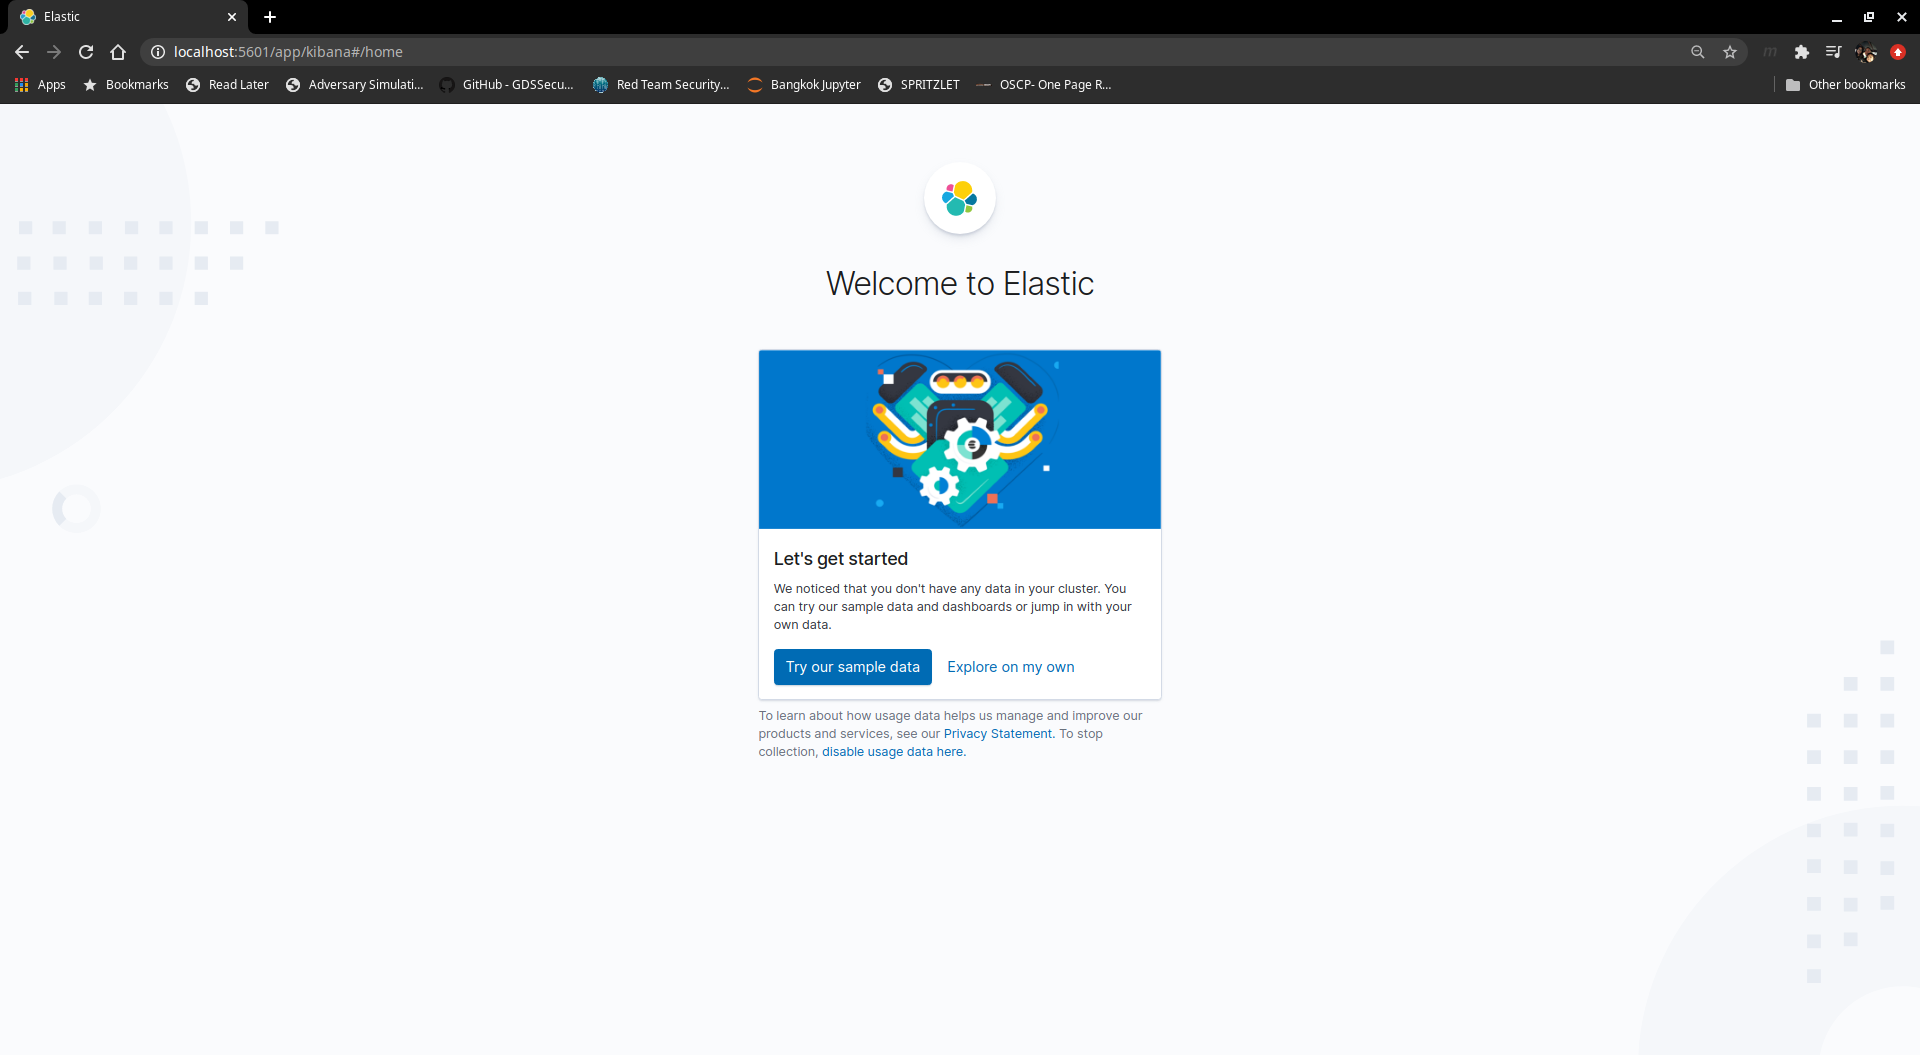 Elastic
localhost:5601/app/kibana#/home
Apps Bookmarks Read Later Adversary Simulati... GitHub - GDSSecu... Red Team Security... Bangkok Jupyter SPRITZLET OSCP- One Page R... Other bookmarks
Welcome to Elastic
Let's get started
We noticed that you don't have any data in your cluster. You
can try our sample data and dashboards or jump in with your
own data.
Try our sample data Explore on my own
To learn about how usage data helps us manage and improve our
products and services, see our Privacy Statement. To stop
collection, disable usage data here.